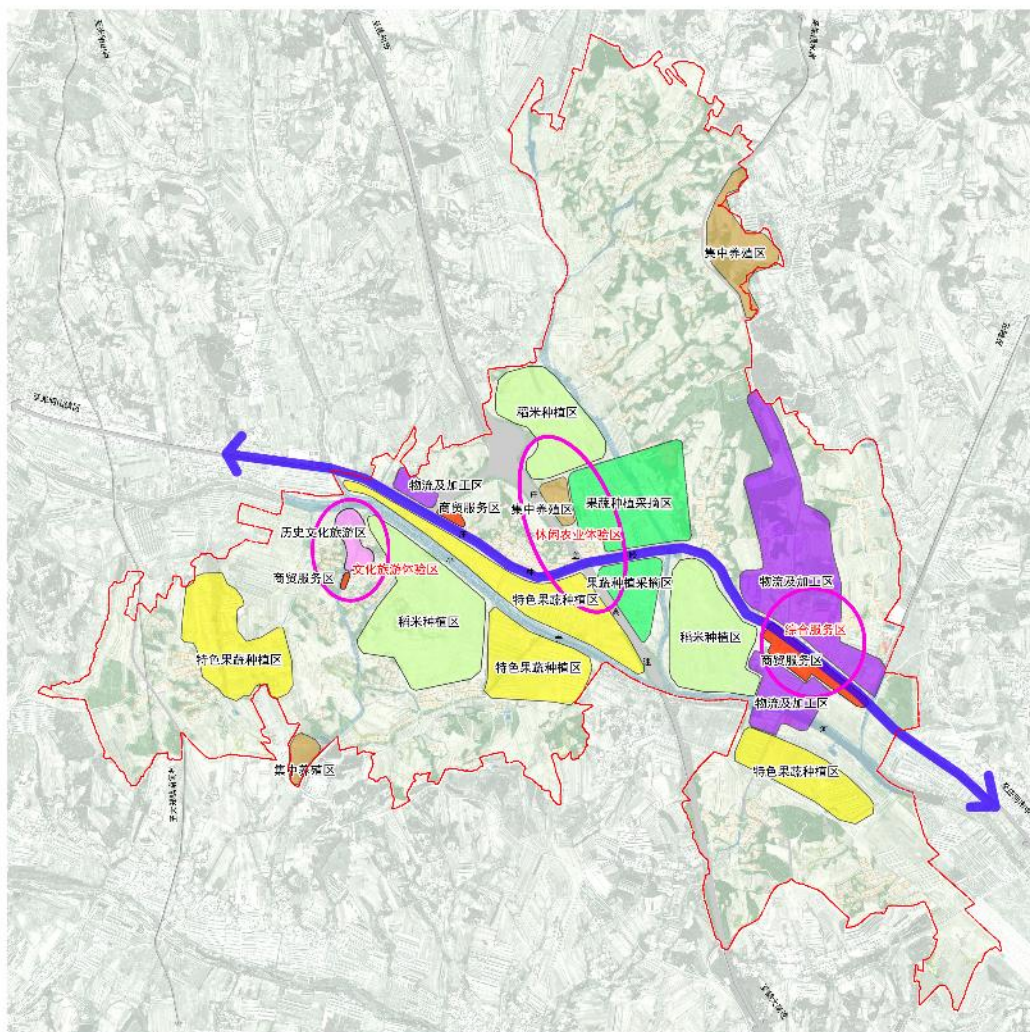 集中养殖区
稻米种植区
物流及加工区
商贸服务区
集中养殖区
果蔬种植采摘区
历史文化旅游区
休闲农业体验区
商贸服务区
文化旅游体验区
果蔬种植采摘区
物流及加工区
特色果蔬种植区
稻米种植区
稻米种植区
综合服务区
特色果蔬种植区
特色果蔬种植区
商贸服务区
物流及加工区
集中养殖区
特色果蔬种植区